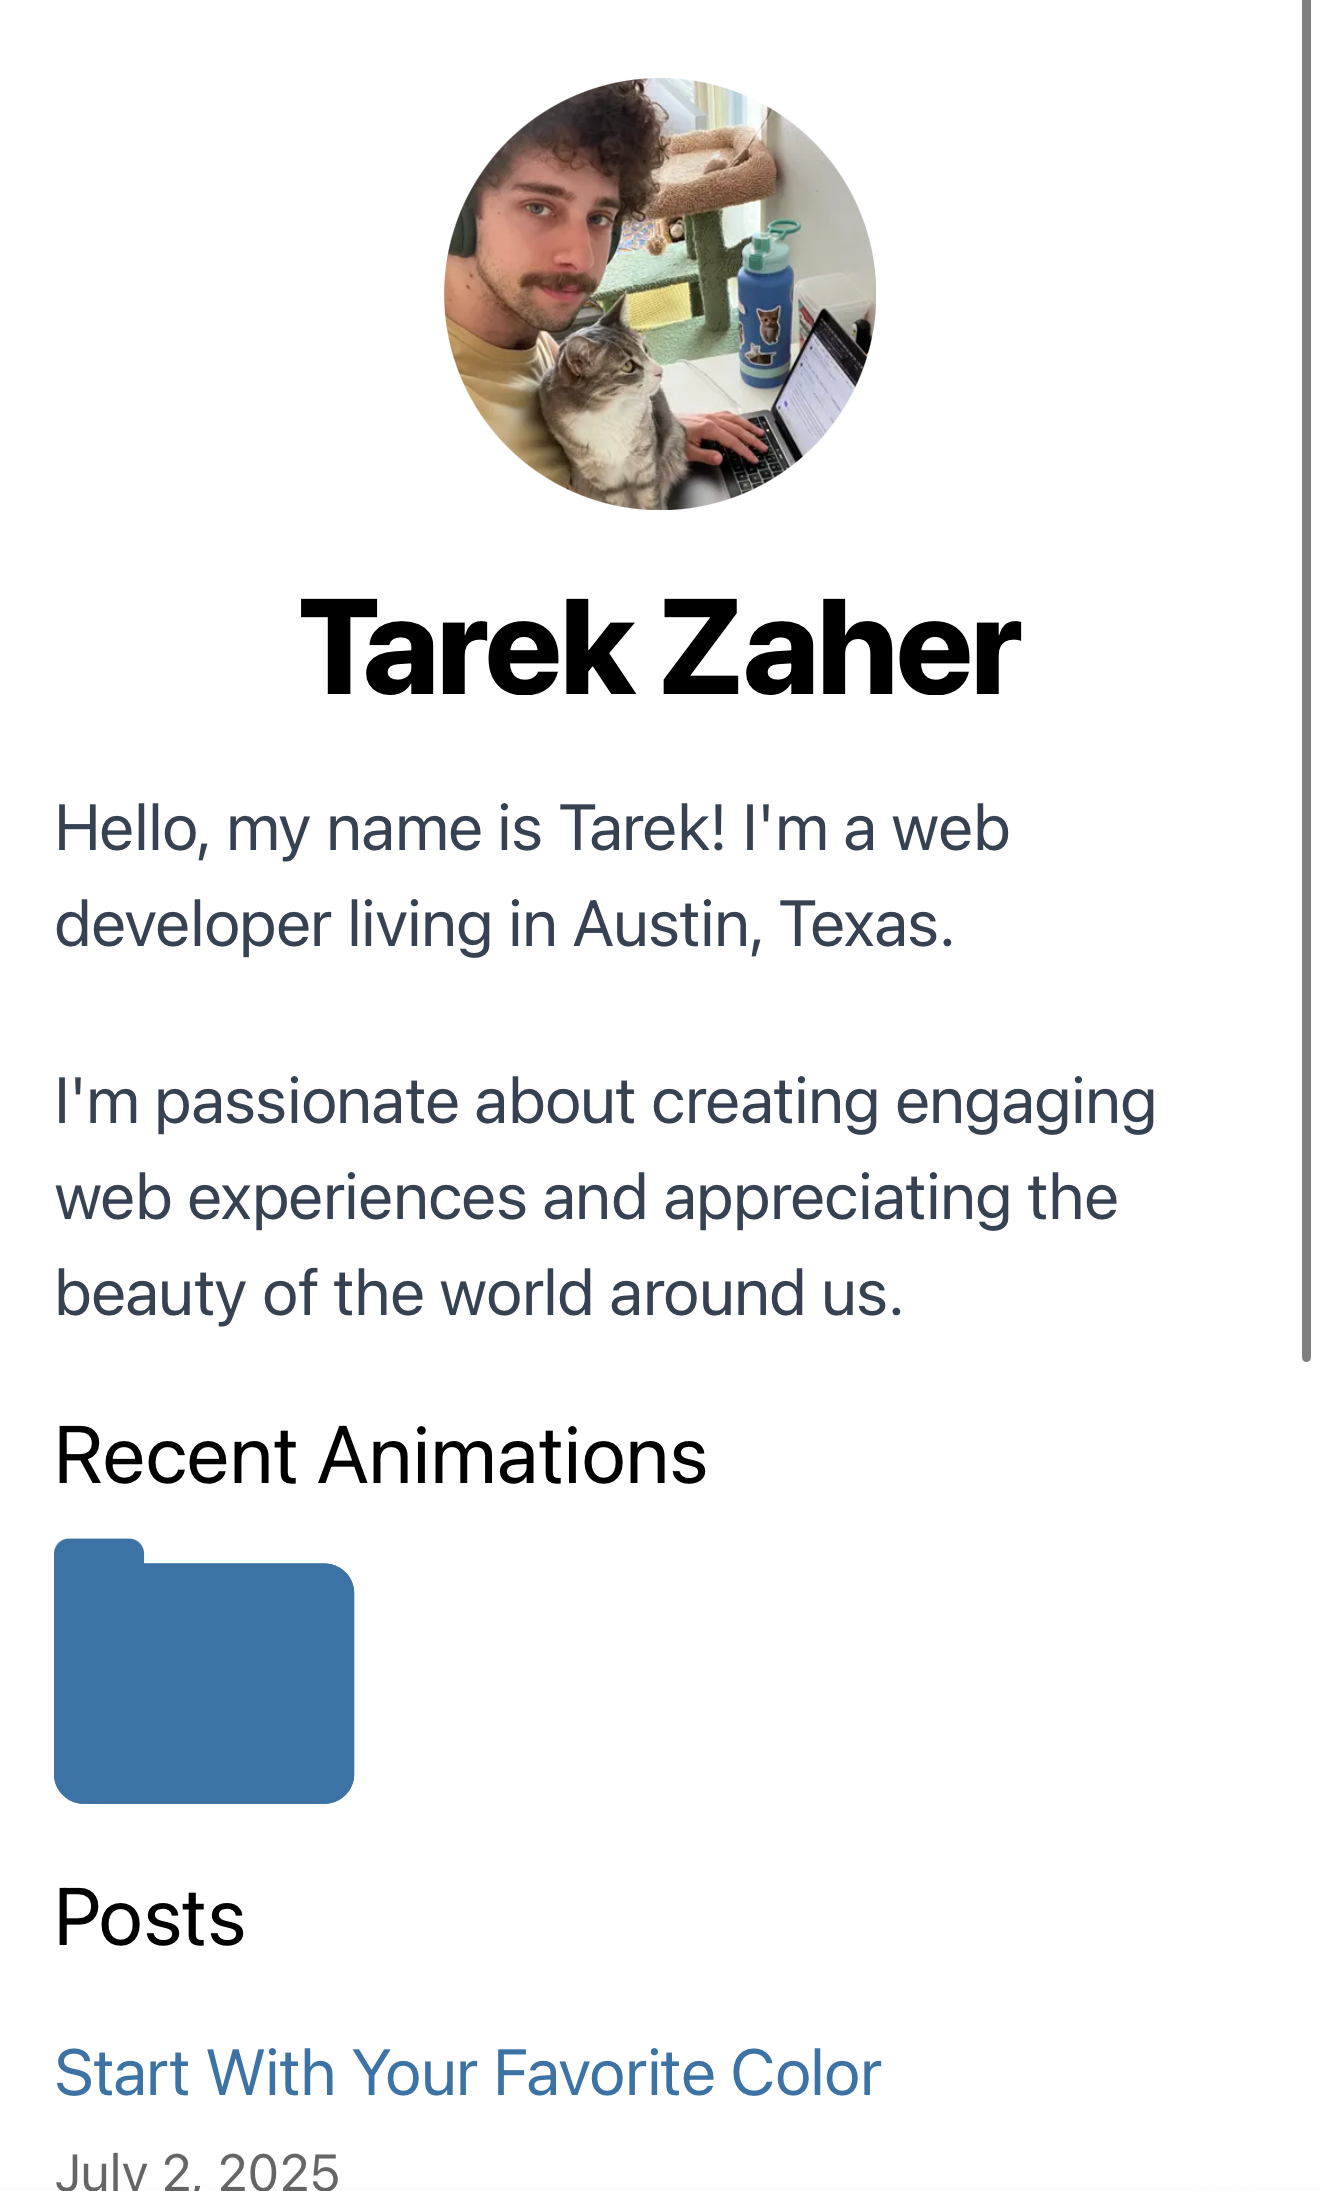 Tarek Zaher
Hello, my name is Tarek! I'm a web
developer living in Austin, Texas.
I'm passionate about creating engaging
web experiences and appreciating the
beauty of the world around us.
Recent Animations
Posts
Start With Your Favorite Color
July 2, 2025